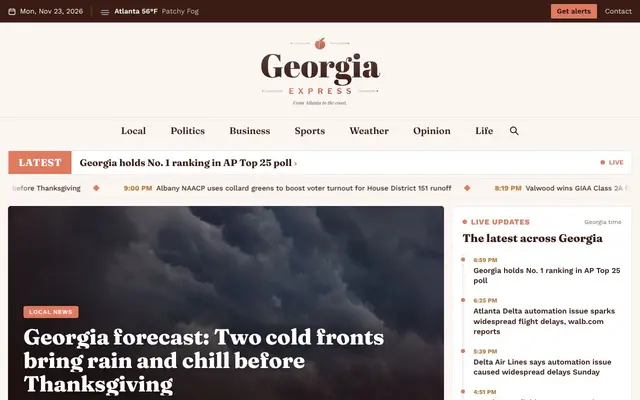 Mon, Nov 23, 2026
Atlanta 56°F Patchy Fog
Get alerts
Contact
Georgia
EXPRESS
From Atlanta to the coast.
Local
Politics
Business
Sports
Weather
Opinion
Life
LATEST
Georgia holds No. 1 ranking in AP Top 25 poll ›
LIVE
before Thanksgiving
9:00 PM Albany NAACP uses collard greens to boost voter turnout for House District 151 runoff
8:19 PM Valwood wins GIAA Class 2A
LIVE UPDATES
Georgia time
The latest across Georgia
6:59 PM
Georgia holds No. 1 ranking in AP Top 25
poll
6:25 PM
Atlanta Delta automation issue sparks
widespread flight delays, walb.com
reports
5:39 PM
Delta Air Lines says automation issue
caused widespread delays Sunday
4:51 PM
LOCAL NEWS
Georgia forecast: Two cold fronts
bring rain and chill before
Thanksgiving